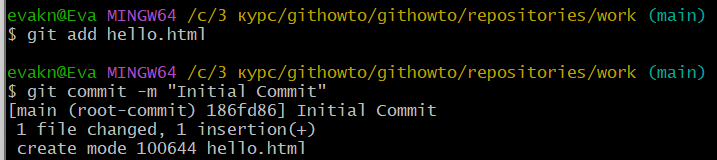 evakn@Eva MINGW64 /c/3 курс/githowto/githowto/repositories/work (main)
$ git add hello.html
evakn@Eva MINGW64 /c/3 курс/githowto/githowto/repositories/work (main)
$ git commit -m "Initial Commit"
[main (root-commit) 186fd86] Initial Commit
 1 file changed, 1 insertion(+)
 create mode 100644 hello.html